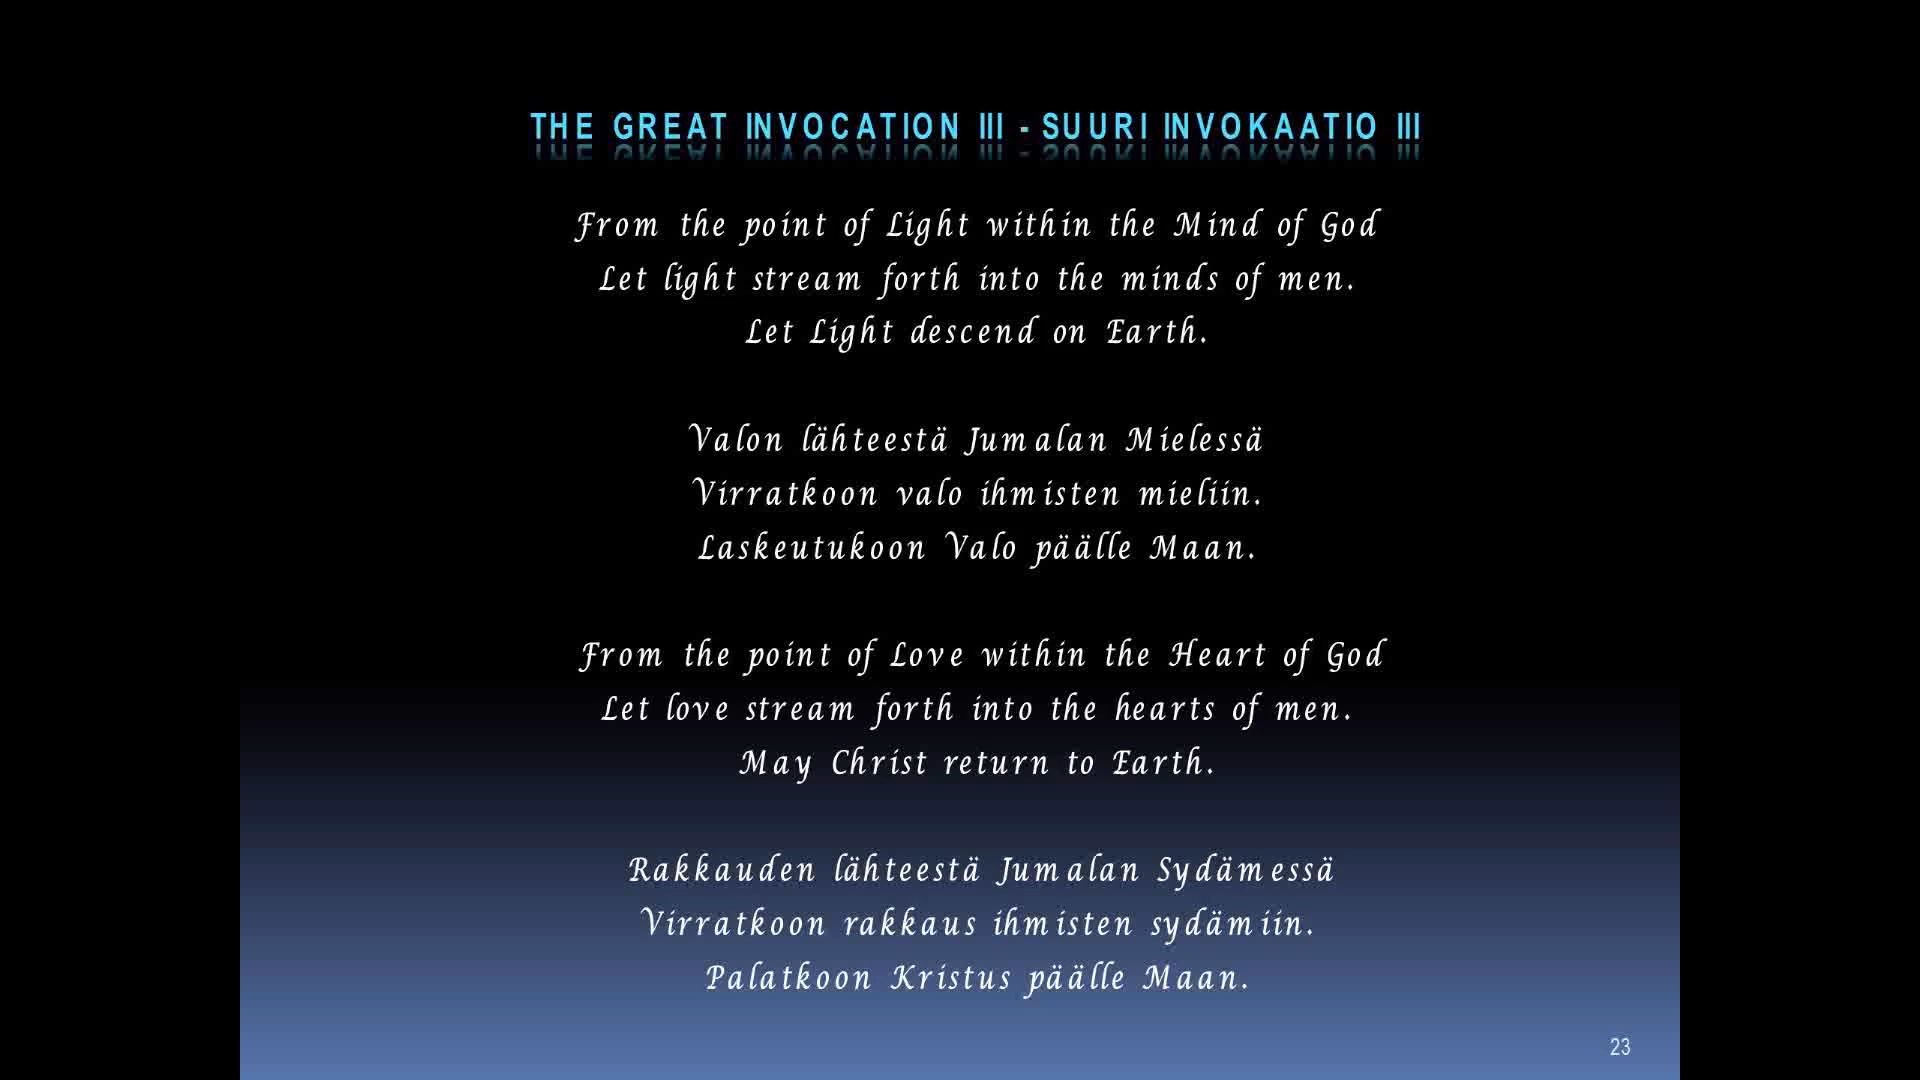 THE GREAT INVOCATION III - SUURI INVOKAATIO III
From the point of Light within the Mind of God
Let light stream forth into the minds of men.
Let Light descend on Earth.
Valon lähteestä Jumalan Mielessä
Virratkoon valo ihmisten mieliin.
Laskeutukoon Valo päälle Maan.
From the point of Love within the Heart of God
Let love stream forth into the hearts of men.
May Christ return to Earth.
Rakkauden lähteestä Jumalan Sydämessä
Virratkoon rakkaus ihmisten sydämiin.
Palatkoon Kristus päälle Maan.
23